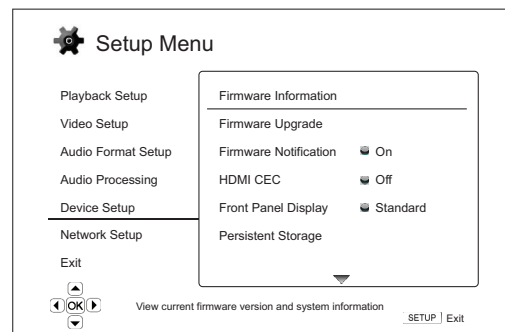 Setup Menu
Playback Setup
Video Setup
Audio Format Setup
Audio Processing
Device Setup
Network Setup
Exit
Firmware Information
Firmware Upgrade
Firmware Notification On
HDMI CEC Off
Front Panel Display Standard
Persistent Storage
OK
View current firmware version and system information
SETUP Exit